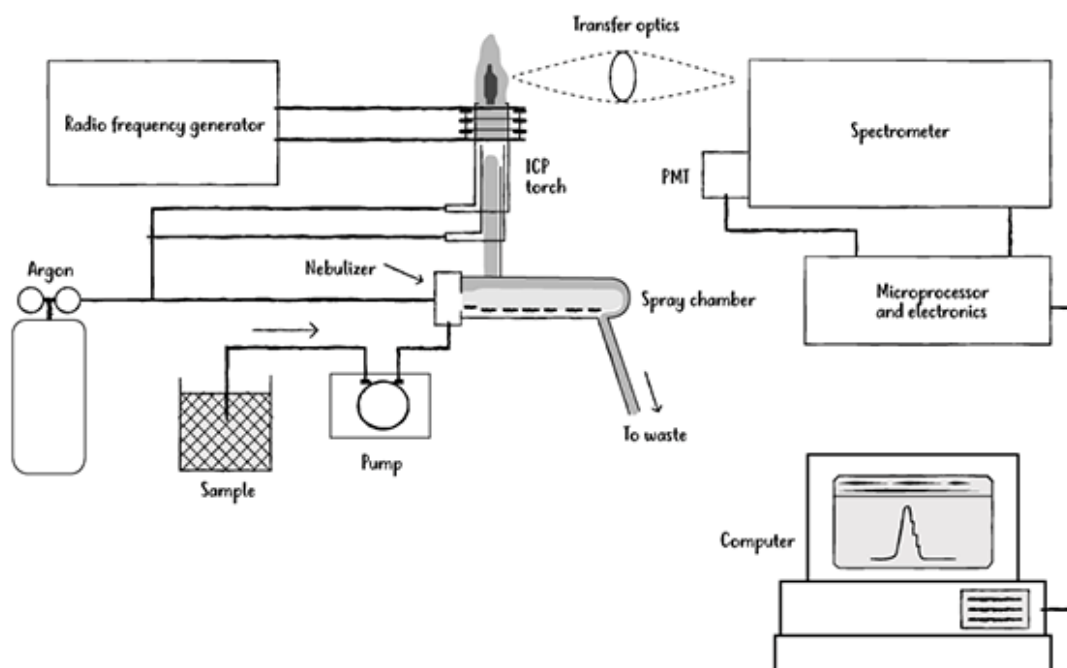 Transfer optics
Radio frequency generator
Spectrometer
ICP
torch
PMT
Nebulizer
Argon
Spray chamber
Microprocessor
and electronics
To waste
Pump
Sample
Computer